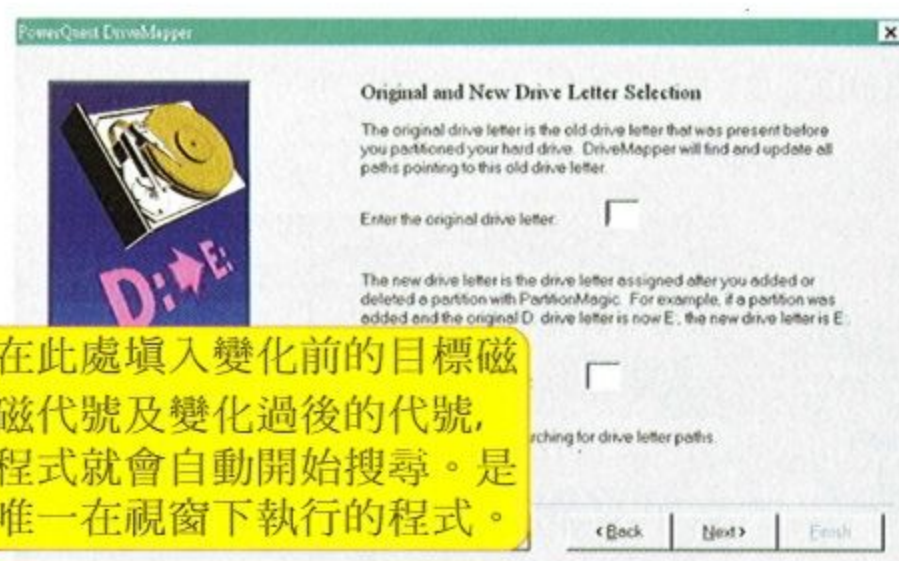 PowerQuest DriveMapper
Original and New Drive Letter Selection
The original drive letter is the old drive letter that was present before
you partitioned your hard drive. DriveMapper will find and update all
paths pointing to this old drive letter.
Enter the original drive letter:
D: E:
The new drive letter is the drive letter assigned after you added or
deleted a partition with PartitionMagic. For example, if a partition was
added and the original D: drive letter is now E:, the new drive letter is E:.
在此處填入變化前的目標磁
磁代號及變化過後的代號,
程式就會自動開始搜尋。是
唯一在視窗下執行的程式。
for drive letter paths.
<Back Next> Finish